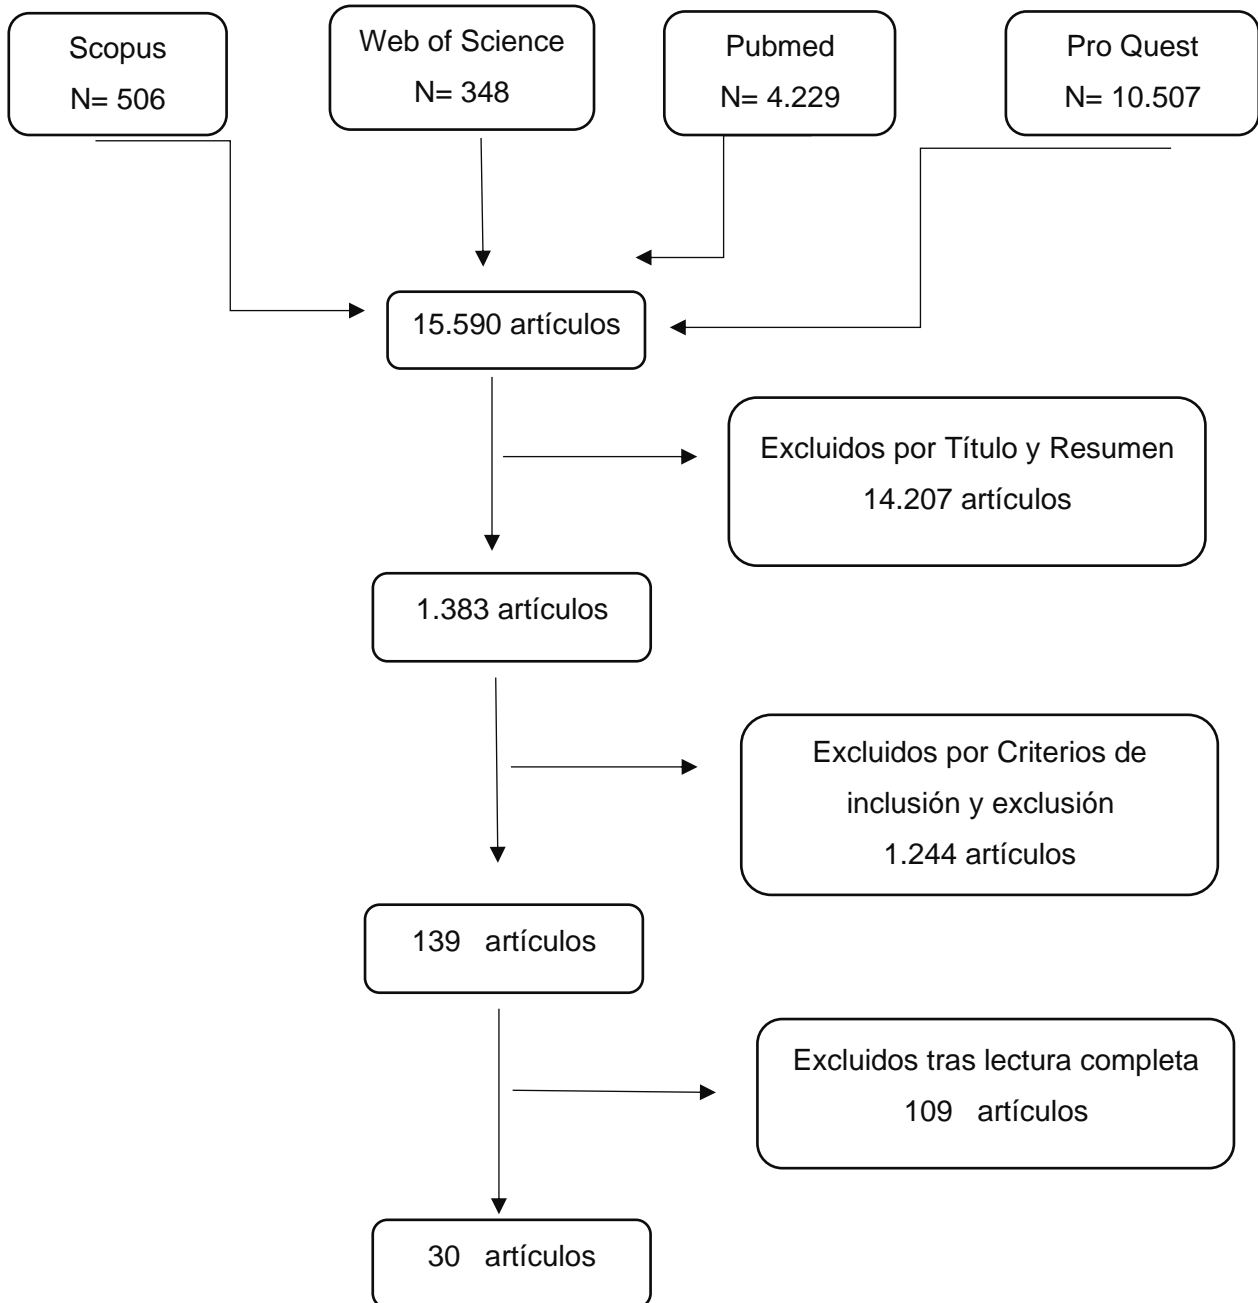 Scopus
N= 506
Web of Science
N= 348
Pubmed
N= 4.229
Pro Quest
N= 10.507
15.590 artículos
Excluidos por Título y Resumen
14.207 artículos
1.383 artículos
Excluidos por Criterios de
inclusión y exclusión
1.244 artículos
139 artículos
Excluidos tras lectura completa
109 artículos
30 artículos